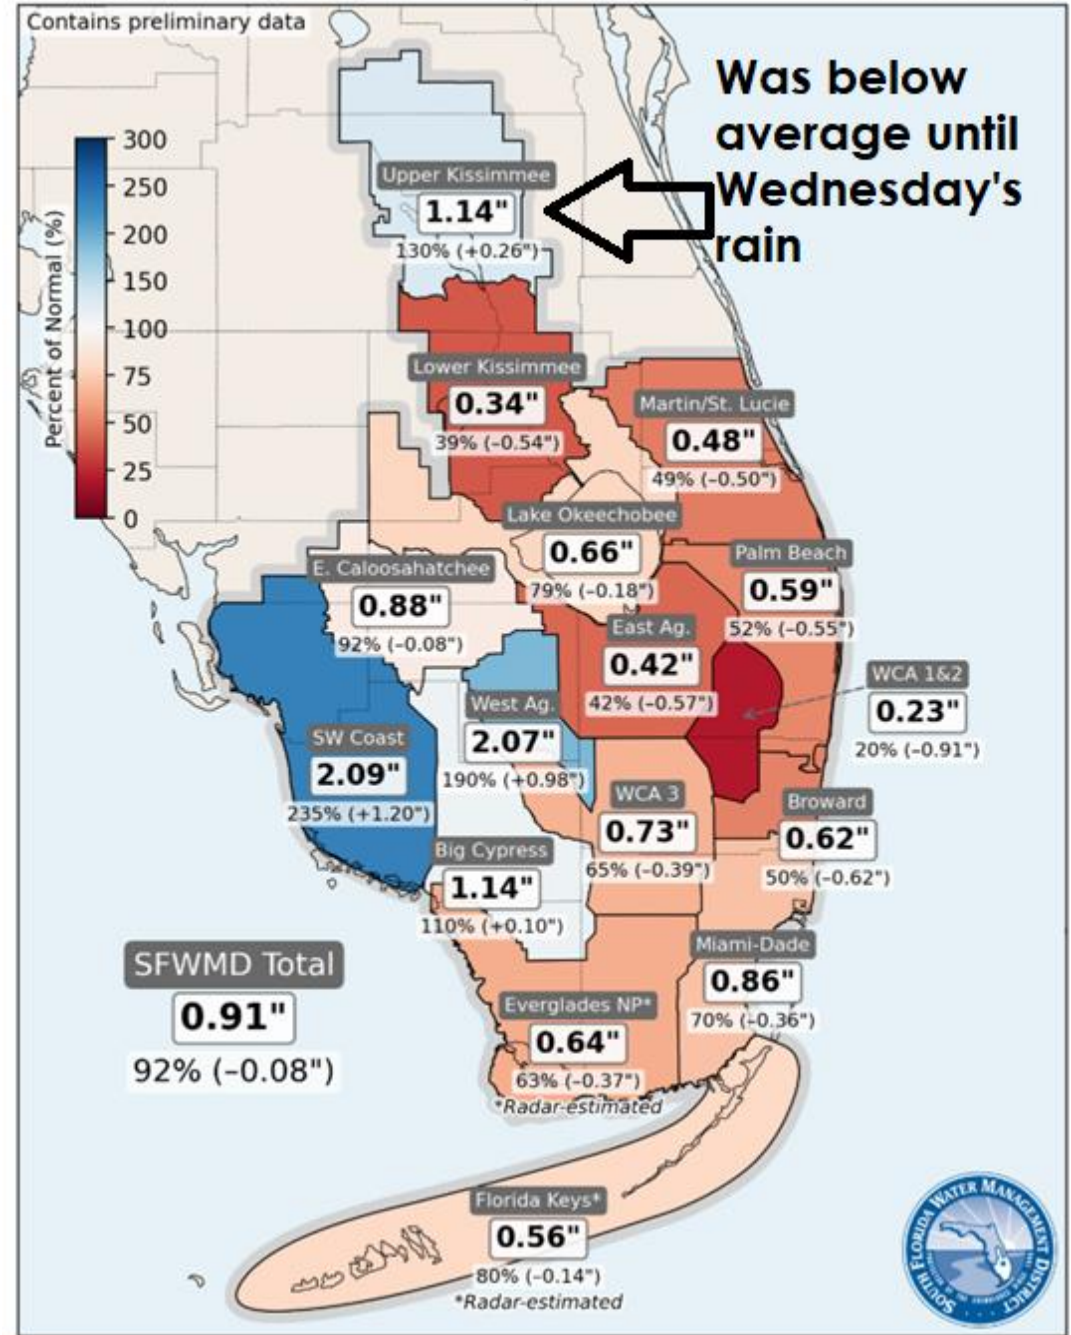 Contains preliminary data
Was below
average until
Wednesday's
rain
300
250
200
150
100
75
50
25
0
Percent of Normal (%)
Upper Kissimmee
1.14"
130% (+0.26")
Lower Kissimmee
0.34"
39% (−0.54")
Martin/St. Lucie
0.48"
49% (−0.50")
Lake Okeechobee
0.66"
79% (−0.18")
Palm Beach
0.59"
52% (−0.55")
E. Caloosahatchee
0.88"
92% (−0.08")
East Ag.
0.42"
42% (−0.57")
WCA 1&2
0.23"
20% (−0.91")
West Ag.
2.07"
190% (+0.98")
SW Coast
2.09"
235% (+1.20")
WCA 3
0.73"
65% (−0.39")
Broward
0.62"
50% (−0.62")
Big Cypress
1.14"
110% (+0.10")
Miami-Dade
0.86"
70% (−0.36")
SFWMD Total
0.91"
92% (−0.08")
Everglades NP*
0.64"
63% (−0.37")
*Radar-estimated
Florida Keys*
0.56"
80% (−0.14")
*Radar-estimated
SOUTH FLORIDA WATER MANAGEMENT DISTRICT